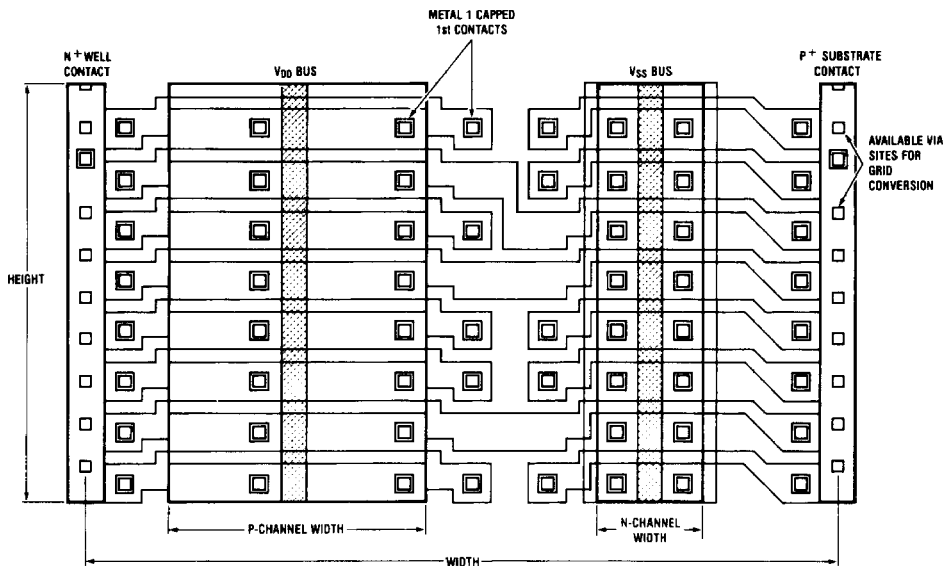 METAL 1 CAPPED
1st CONTACTS
N+ WELL
CONTACT
VDD BUS
VSS BUS
P+ SUBSTRATE
CONTACT
AVAILABLE VIA
SITES FOR
GRID
CONVERSION
HEIGHT
P-CHANNEL WIDTH
N-CHANNEL
WIDTH
WIDTH